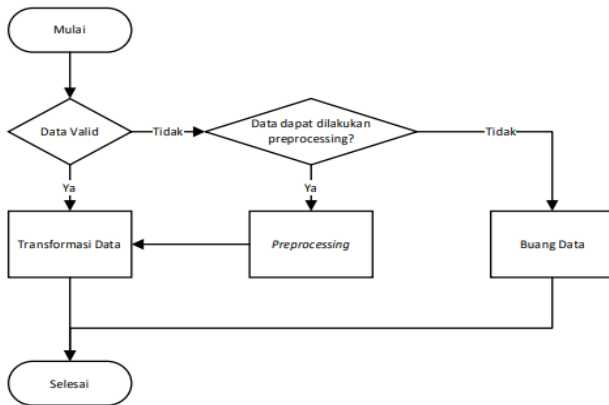 Mulai
Data Valid
Tidak
Data dapat dilakukan
preprocessing?
Tidak
Ya
Ya
Transformasi Data
Preprocessing
Buang Data
Selesai